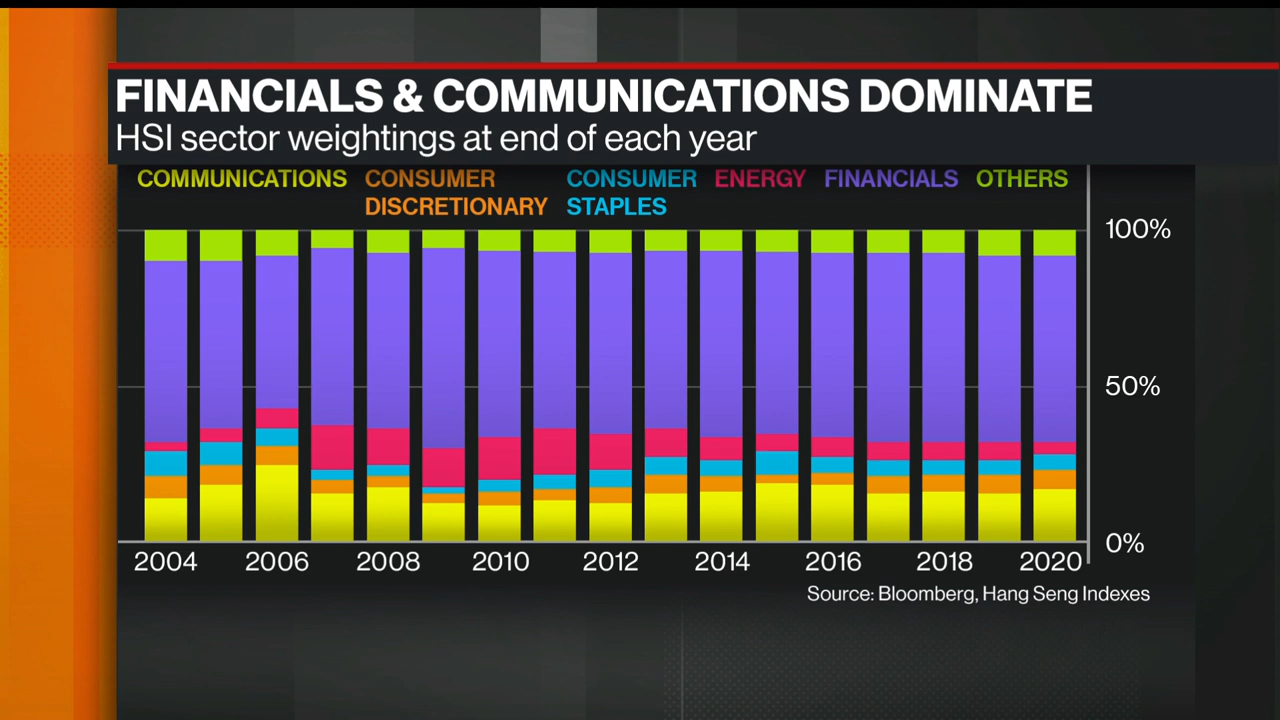 FINANCIALS & COMMUNICATIONS DOMINATE
HSI sector weightings at end of each year
COMMUNICATIONS CONSUMER DISCRETIONARY CONSUMER STAPLES ENERGY FINANCIALS OTHERS
100%
50%
0%
2004 2006 2008 2010 2012 2014 2016 2018 2020
Source: Bloomberg, Hang Seng Indexes